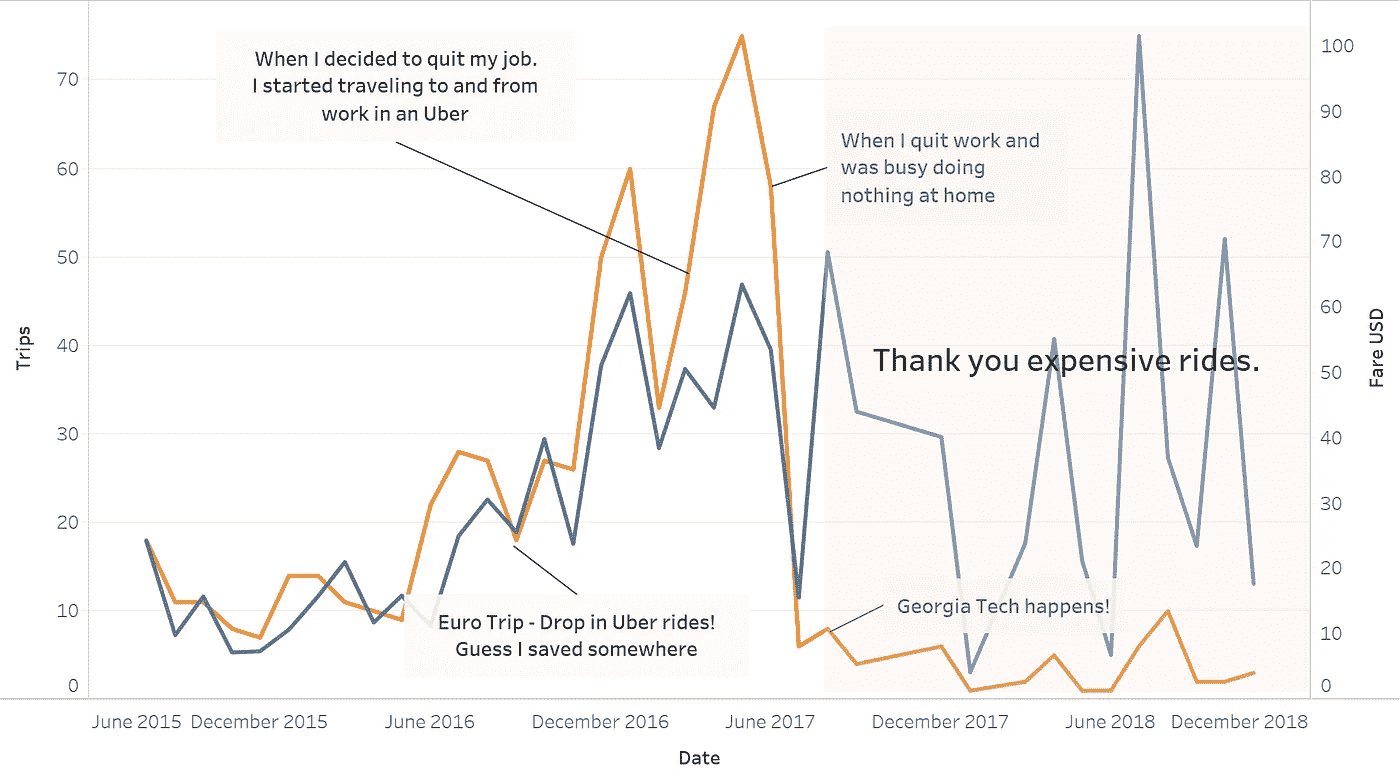 When I decided to quit my job.
I started traveling to and from
work in an Uber
When I quit work and
was busy doing
nothing at home
Thank you expensive rides.
Georgia Tech happens!
Euro Trip - Drop in Uber rides!
Guess I saved somewhere
Trips
70
60
50
40
30
20
10
0
Fare USD
100
90
80
70
60
50
40
30
20
10
0
June 2015 December 2015 June 2016 December 2016 June 2017 December 2017 June 2018 December 2018
Date